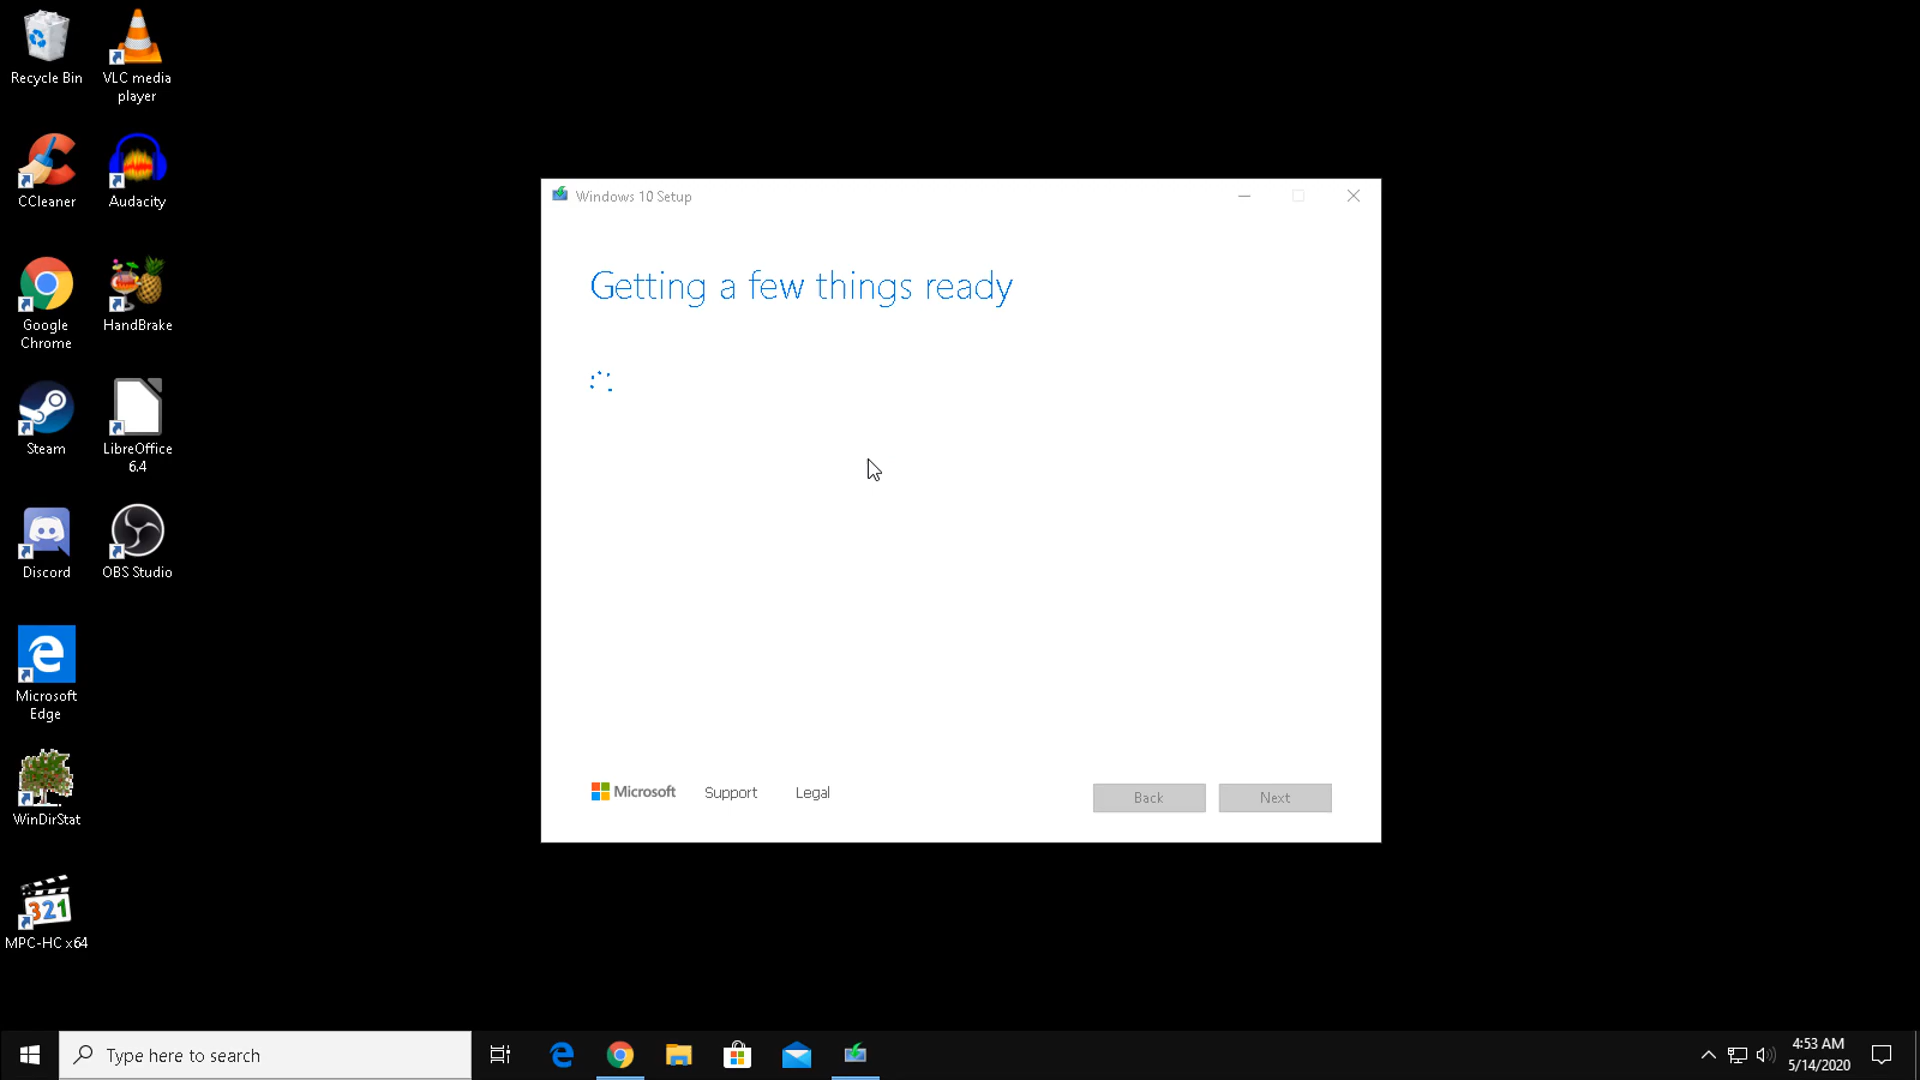 Recycle Bin
VLC media
player
CCleaner
Audacity
Google
Chrome
HandBrake
Steam
LibreOffice
6.4
Discord
OBS Studio
Microsoft
Edge
WinDirStat
321
MPC-HC x64
Windows 10 Setup
Getting a few things ready
Microsoft
Support
Legal
Back
Next
Type here to search
4:53 AM
5/14/2020